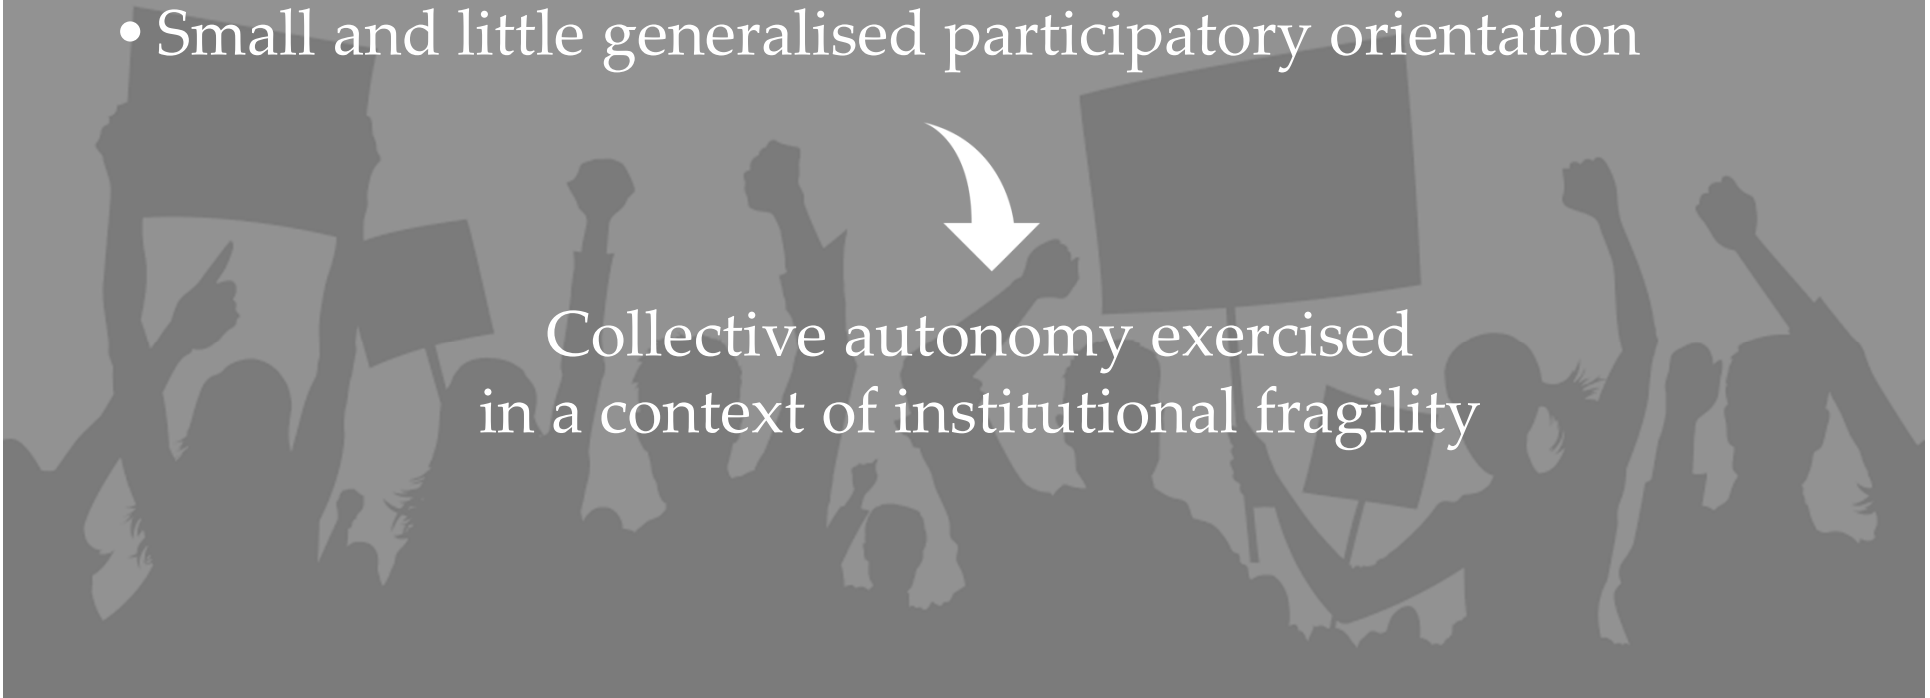 • Small and little generalised participatory orientation
Collective autonomy exercised
in a context of institutional fragility